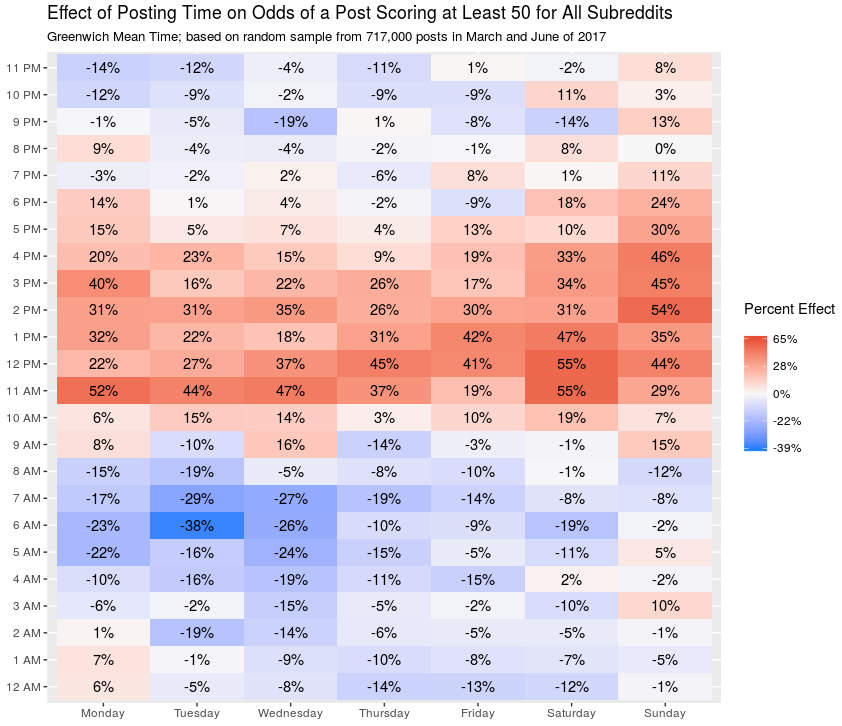 Effect of Posting Time on Odds of a Post Scoring at Least 50 for All Subreddits
Greenwich Mean Time; based on random sample from 717,000 posts in March and June of 2017
11 PM -14% -12% -4% -11% 1% -2% 8%
10 PM -12% -9% -2% -9% -9% 11% 3%
9 PM -1% -5% -19% 1% -8% -14% 13%
8 PM 9% -4% -4% -2% -1% 8% 0%
7 PM -3% -2% 2% -6% 8% 1% 11%
6 PM 14% 1% 4% -2% -9% 18% 24%
5 PM 15% 5% 7% 4% 13% 10% 30%
4 PM 20% 23% 15% 9% 19% 33% 46%
3 PM 40% 16% 22% 26% 17% 34% 45%
2 PM 31% 31% 35% 26% 30% 31% 54%
1 PM 32% 22% 18% 31% 42% 47% 35%
12 PM 22% 27% 37% 45% 41% 55% 44%
11 AM 52% 44% 47% 37% 19% 55% 29%
10 AM 6% 15% 14% 3% 10% 19% 7%
9 AM 8% -10% 16% -14% -3% -1% 15%
8 AM -15% -19% -5% -8% -10% -1% -12%
7 AM -17% -29% -27% -19% -14% -8% -8%
6 AM -23% -38% -26% -10% -9% -19% -2%
5 AM -22% -16% -24% -15% -5% -11% 5%
4 AM -10% -16% -19% -11% -15% 2% -2%
3 AM -6% -2% -15% -5% -2% -10% 10%
2 AM 1% -19% -14% -6% -5% -5% -1%
1 AM 7% -1% -9% -10% -8% -7% -5%
12 AM 6% -5% -8% -14% -13% -12% -1%
Monday Tuesday Wednesday Thursday Friday Saturday Sunday
Percent Effect
65%
28%
0%
-22%
-39%